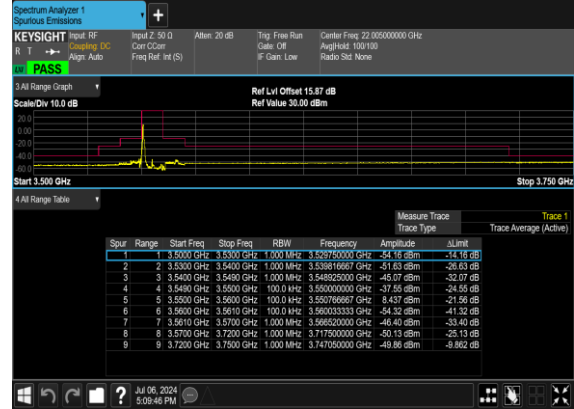 Spectrum Analyzer 1
Spurious Emissions
KEYSIGHT Input: RF Input Z: 50 Ω Atten: 20 dB Trig: Free Run Center Freq: 22.005000000 GHz
R T Coupling: DC Corr CCorr Gate: Off Avg|Hold: 100/100
Align: Auto Freq Ref: Int (S) IF Gain: Low Radio Std: None
PASS
3 All Range Graph
Ref Lvl Offset 15.87 dB
Scale/Div 10.0 dB Ref Value 30.00 dBm
20.0
0.00
-20.0
-40.0
-60.0
Start 3.500 GHz Stop 3.750 GHz
4 All Range Table
Measure Trace Trace 1
Trace Type Trace Average (Active)
Spur Range Start Freq Stop Freq RBW Frequency Amplitude ΔLimit
1 1 3.5000 GHz 3.5300 GHz 1.000 MHz 3.529750000 GHz -54.16 dBm -14.16 dB
2 2 3.5300 GHz 3.5400 GHz 1.000 MHz 3.539816667 GHz -51.63 dBm -26.63 dB
3 3 3.5400 GHz 3.5490 GHz 1.000 MHz 3.548925000 GHz -45.07 dBm -32.07 dB
4 4 3.5490 GHz 3.5500 GHz 100.0 kHz 3.550000000 GHz -37.55 dBm -24.55 dB
5 5 3.5500 GHz 3.5600 GHz 100.0 kHz 3.550766667 GHz 8.437 dBm -21.56 dB
6 6 3.5600 GHz 3.5610 GHz 100.0 kHz 3.560033333 GHz -54.32 dBm -41.32 dB
7 7 3.5610 GHz 3.5700 GHz 1.000 MHz 3.566520000 GHz -46.40 dBm -33.40 dB
8 8 3.5700 GHz 3.7200 GHz 1.000 MHz 3.717500000 GHz -50.13 dBm -25.13 dB
9 9 3.7200 GHz 3.7500 GHz 1.000 MHz 3.747050000 GHz -49.86 dBm -9.862 dB
? Jul 06, 2024
5:09:46 PM